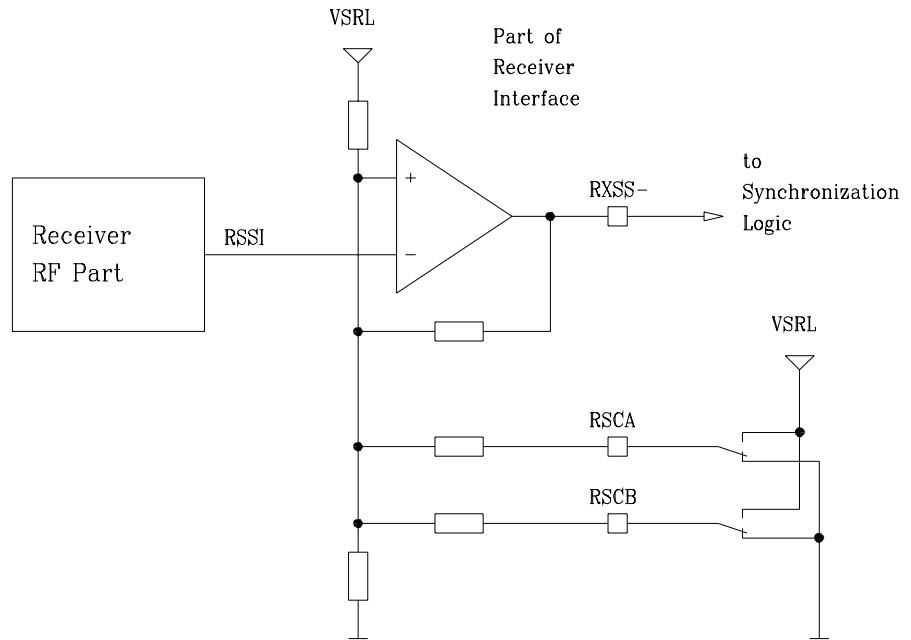 VSRL
Part of
Receiver
Interface
+
to
RXSS-
Synchronization
Logic
Receiver
RSSI
-
RF Part
VSRL
RSCA
RSCB